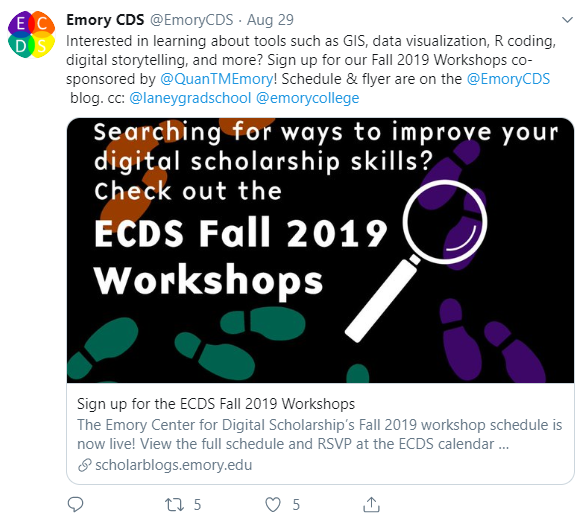 E C
D S
Emory CDS @EmoryCDS · Aug 29
Interested in learning about tools such as GIS, data visualization, R coding,
digital storytelling, and more? Sign up for our Fall 2019 Workshops co-
sponsored by @QuanTMEmory! Schedule & flyer are on the @EmoryCDS
blog. cc: @laneygradschool @emorycollege
Searching for ways to improve your
digital scholarship skills?
Check out the
ECDS Fall 2019
Workshops
Sign up for the ECDS Fall 2019 Workshops
The Emory Center for Digital Scholarship's Fall 2019 workshop schedule is
now live! View the full schedule and RSVP at the ECDS calendar ...
scholarblogs.emory.edu
5 5